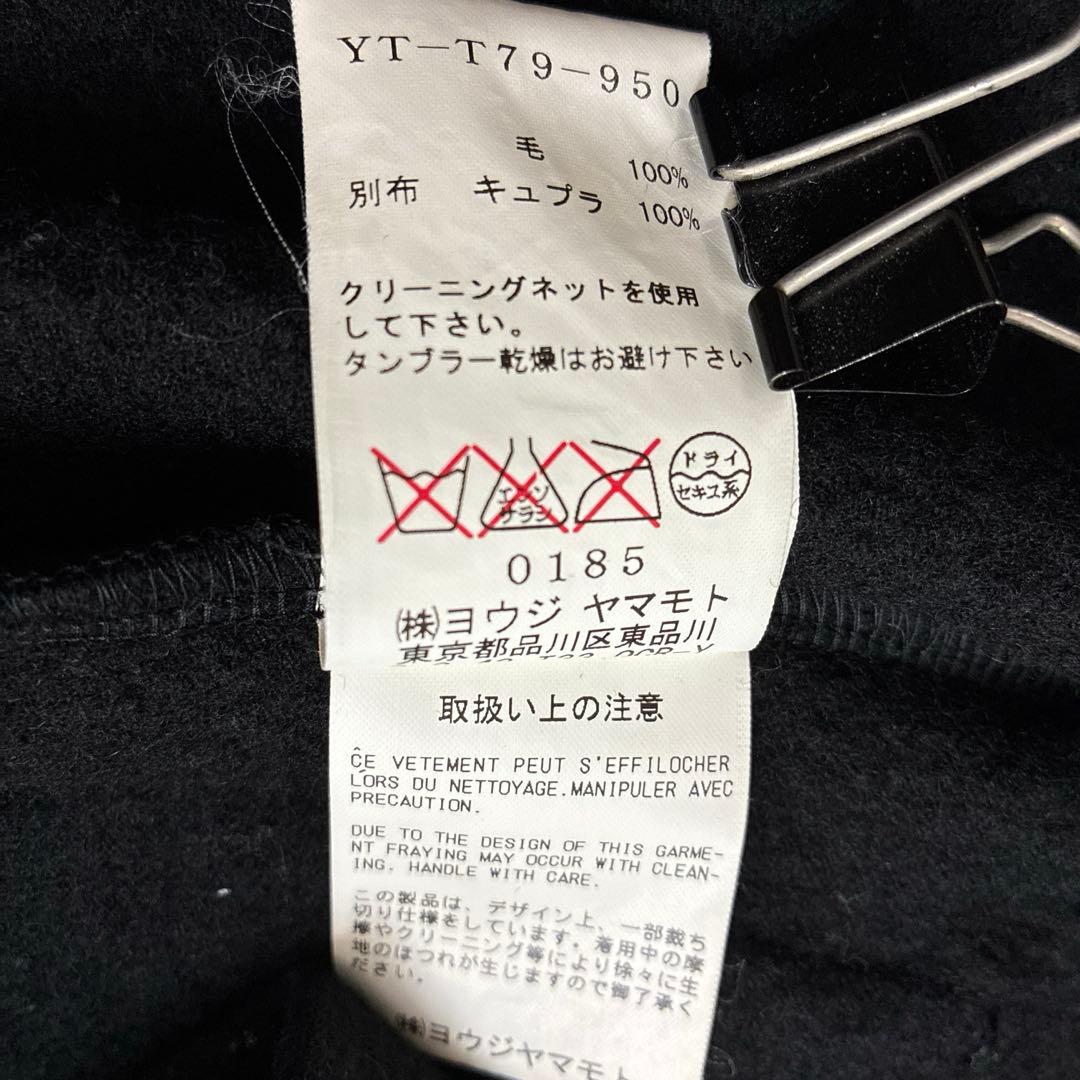 YT-T79-950
毛 100%
別布 キュプラ 100%
クリーニングネットを使用
して下さい。
タンブラー乾燥はお避け下さい
エンソ
サラシ
ドライ
セキユ系
0185
㈱ヨウジ ヤマモト
東京都品川区東品川
取扱い上の注意
CE VETEMENT PEUT S'EFFILOCHER
LORS DU NETTOYAGE.MANIPULER AVEC
PRECAUTION.
DUE TO THE DESIGN OF THIS GARME-
NT FRAYING MAY OCCUR WITH CLEAN-
ING. HANDLE WITH CARE.
この製品は、デザイン上、一部裁ち
切り仕様をしています。着用中の摩
擦やクリーニング等により徐々に生
地のほつれが生じますので御了承く
ださい。
㈱ヨウジヤマモト